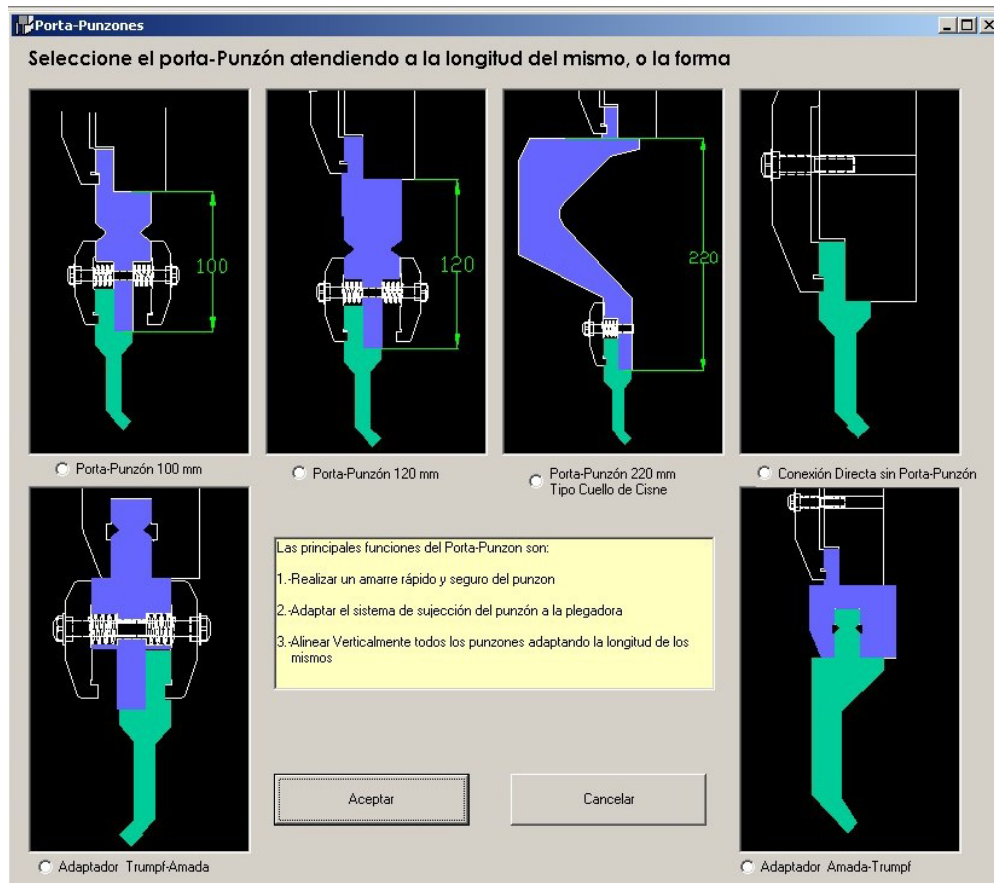 Porta-Punzones
Seleccione el porta-Punzón atendiendo a la longitud del mismo, o la forma
100
120
220
Porta-Punzón 100 mm
Porta-Punzón 120 mm
Porta-Punzón 220 mm
Tipo Cuello de Cisne
Conexión Directa sin Porta-Punzón
Las principales funciones del Porta-Punzon son:
1.-Realizar un amarre rápido y seguro del punzon
2.-Adaptar el sistema de sujección del punzón a la plegadora
3.-Alinear Verticalmente todos los punzones adaptando la longitud de los
mismos
Aceptar
Cancelar
Adaptador Trumpf-Amada
Adaptador Amada-Trumpf